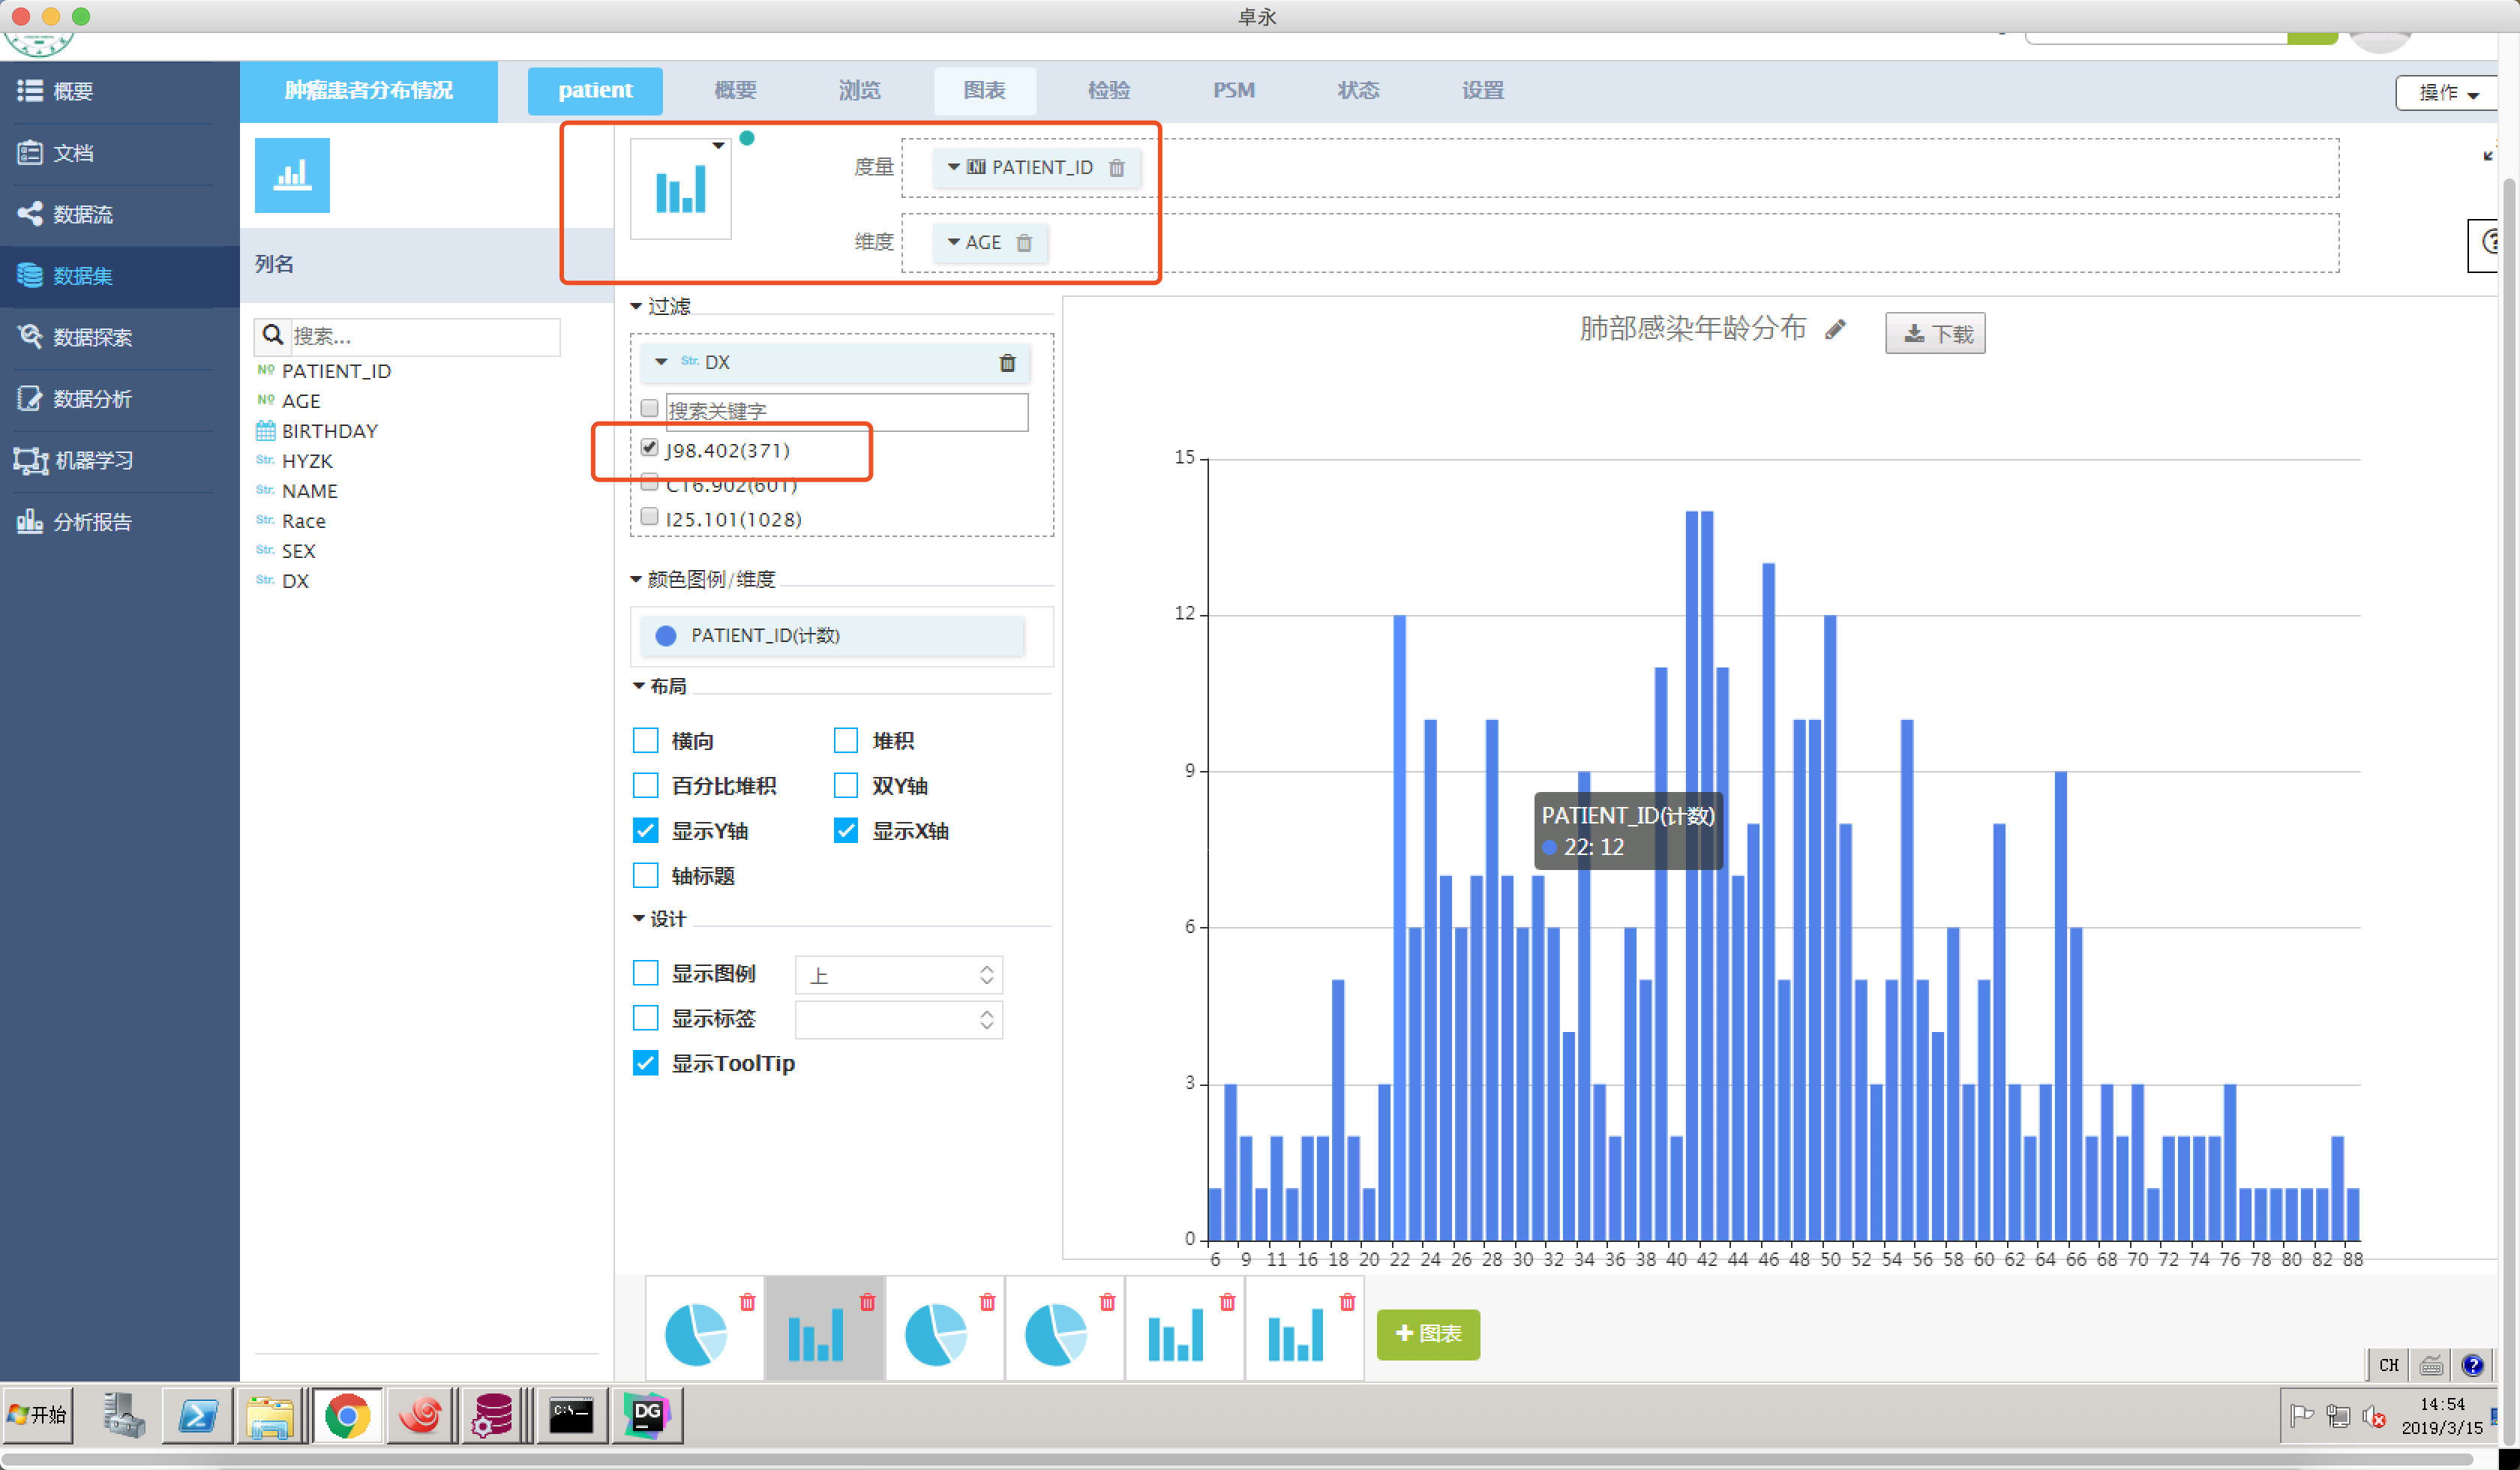 卓永
概要
文档
数据流
数据集
数据探索
数据分析
机器学习
分析报告
肿瘤患者分布情况
patient 概要 浏览 图表 检验 PSM 状态 设置
操作
列名
搜索...
Nº PATIENT_ID
Nº AGE
BIRTHDAY
Str. HYZK
Str. NAME
Str. Race
Str. SEX
Str. DX
度量 PATIENT_ID
维度 AGE
过滤
Str. DX
搜索关键字
J98.402(371)
C16.902(601)
I25.101(1028)
颜色图例/维度
PATIENT_ID(计数)
布局
横向 堆积
百分比堆积 双Y轴
显示Y轴 显示X轴
轴标题
设计
显示图例 上
显示标签
显示ToolTip
肺部感染年龄分布
下载
15
12
9
6
3
0
PATIENT_ID(计数)
22: 12
6 9 11 16 18 20 22 24 26 28 30 32 34 36 38 40 42 44 46 48 50 52 54 56 58 60 62 64 66 68 70 72 74 76 78 80 82 88
图表
CH
开始
C:\
DG
14:54
2019/3/15